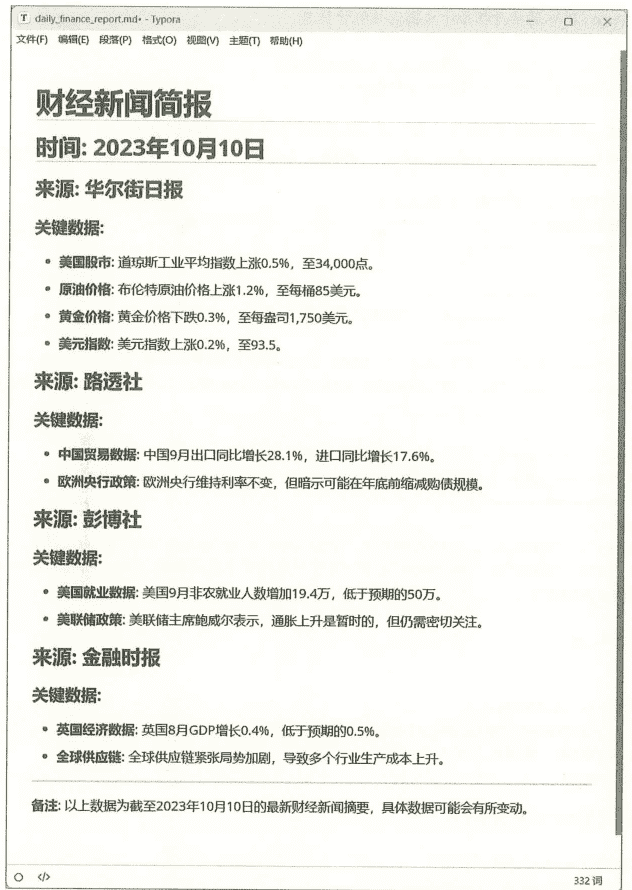 daily_finance_report.md• - Typora
文件(F) 编辑(E) 段落(P) 格式(O) 视图(V) 主题(T) 帮助(H)
财经新闻简报
时间: 2023年10月10日
来源: 华尔街日报
关键数据:
• 美国股市: 道琼斯工业平均指数上涨0.5%，至34,000点。
• 原油价格: 布伦特原油价格上涨1.2%，至每桶85美元。
• 黄金价格: 黄金价格下跌0.3%，至每盎司1,750美元。
• 美元指数: 美元指数上涨0.2%，至93.5。
来源: 路透社
关键数据:
• 中国贸易数据: 中国9月出口同比增长28.1%，进口同比增长17.6%。
• 欧洲央行政策: 欧洲央行维持利率不变，但暗示可能在年底前缩减购债规模。
来源: 彭博社
关键数据:
• 美国就业数据: 美国9月非农就业人数增加19.4万，低于预期的50万。
• 美联储政策: 美联储主席鲍威尔表示，通胀上升是暂时的，但仍需密切关注。
来源: 金融时报
关键数据:
• 英国经济数据: 英国8月GDP增长0.4%，低于预期的0.5%。
• 全球供应链: 全球供应链紧张局势加剧，导致多个行业生产成本上升。
备注: 以上数据为截至2023年10月10日的最新财经新闻摘要，具体数据可能会有所变动。
332 词